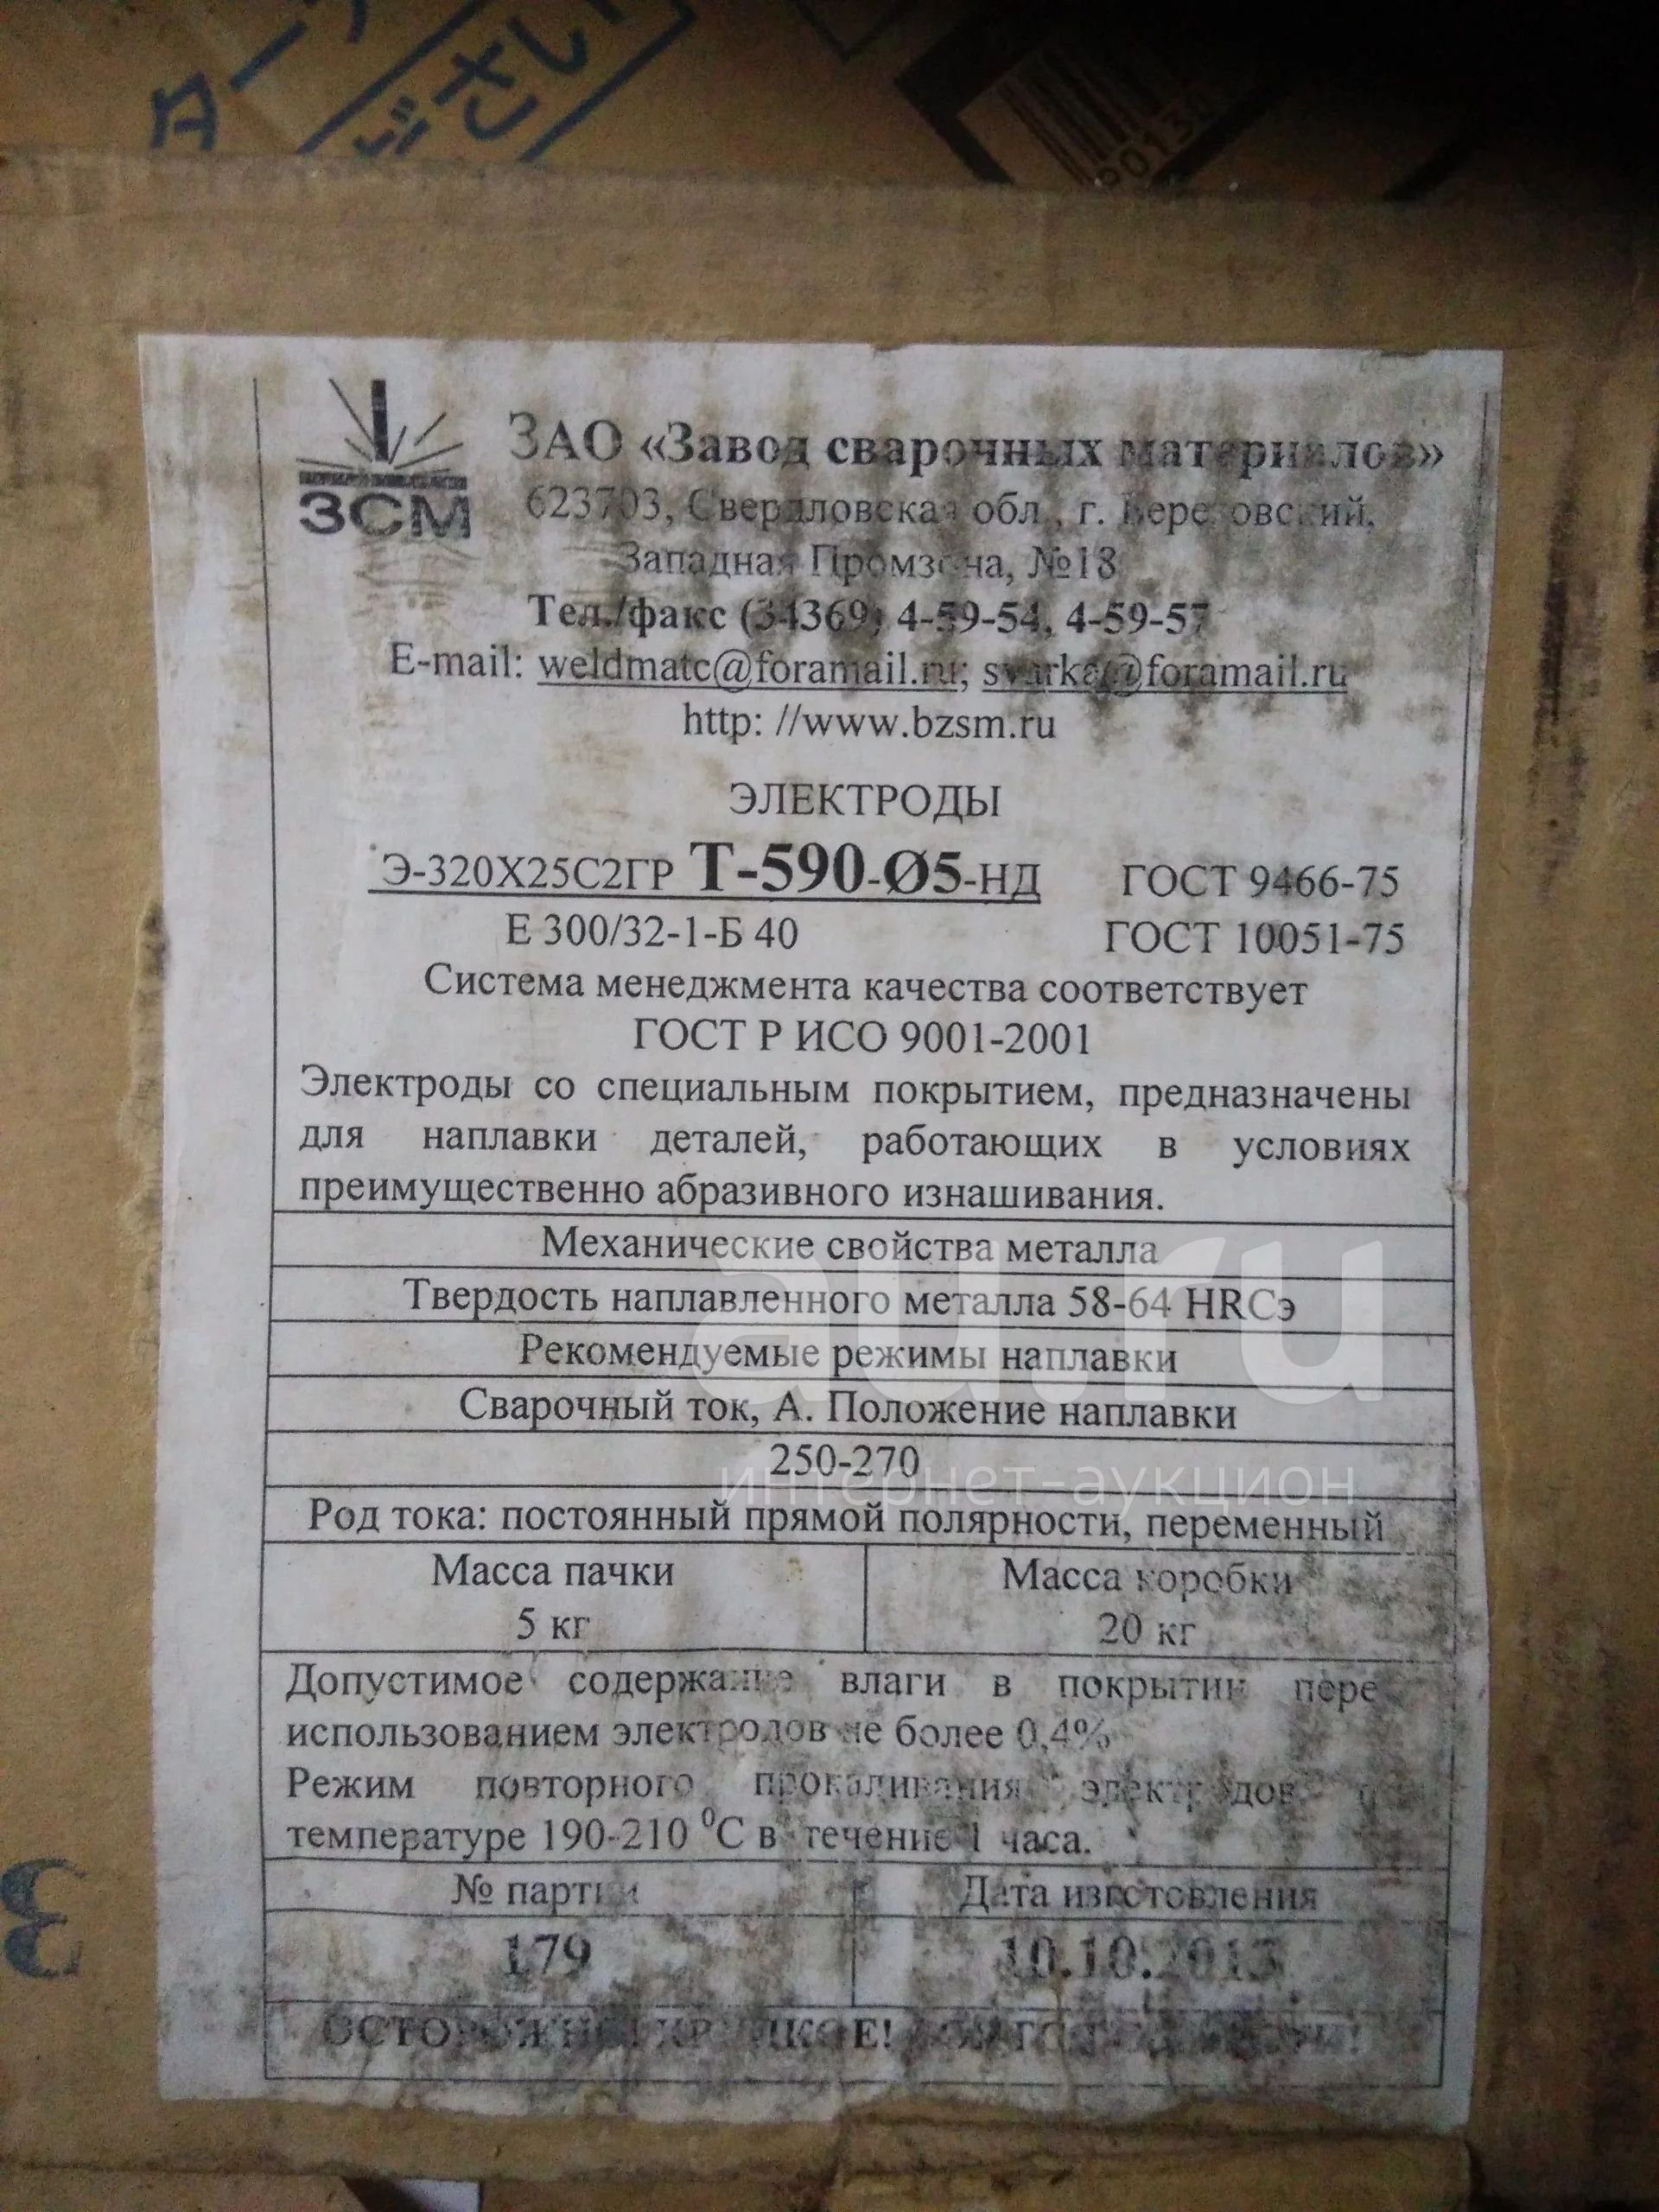 ださい
9013
ЗСМ
ЗАО «Завод сварочных материалов»
623703, Свердловская обл., г. Березовский,
Западная Промзона, №18
Тел./факс (34369) 4-59-54, 4-59-57
E-mail: weldmatc@foramail.ru; svarka@foramail.ru
http: //www.bzsm.ru
ЭЛЕКТРОДЫ
Э-320Х25С2ГР Т-590-Ø5-НД ГОСТ 9466-75
Е 300/32-1-Б 40 ГОСТ 10051-75
Система менеджмента качества соответствует
ГОСТ Р ИСО 9001-2001
Электроды со специальным покрытием, предназначены
для наплавки деталей, работающих в условиях
преимущественно абразивного изнашивания.
Механические свойства металла
Твердость наплавленного металла 58-64 HRCэ
Рекомендуемые режимы наплавки
Сварочный ток, А. Положение наплавки
250-270
Род тока: постоянный прямой полярности, переменный
Масса пачки Масса коробки
5 кг 20 кг
Допустимое содержание влаги в покрытии
использованием электродов не более 0,4%
Режим повторного прокаливания электродов
температуре 190-210 ⁰С в течение 1 часа.
№ партии Дата изготовления
179 10.10.2013
ОСТОРОЖНО! ХРУПКОЕ!
au.ru
интернет-аукцион